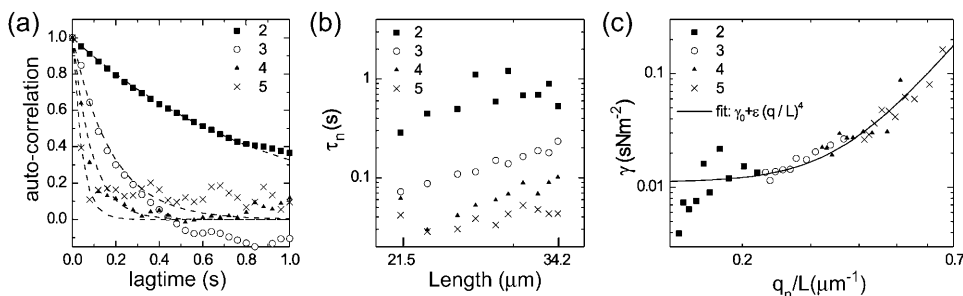 (a)
auto-correlation
1.0
0.8
0.6
0.4
0.2
0.0
2
3
4
5
0.0 0.2 0.4 0.6 0.8 1.0
lagtime (s)
(b)
τn(s)
1
0.1
2
3
4
5
21.5 34.2
Length (μm)
(c)
γ (sNm⁻²)
0.1
0.01
2
3
4
5
fit: γ₀+ε (q / L)⁴
0.2 0.7
qn/L(μm⁻¹)